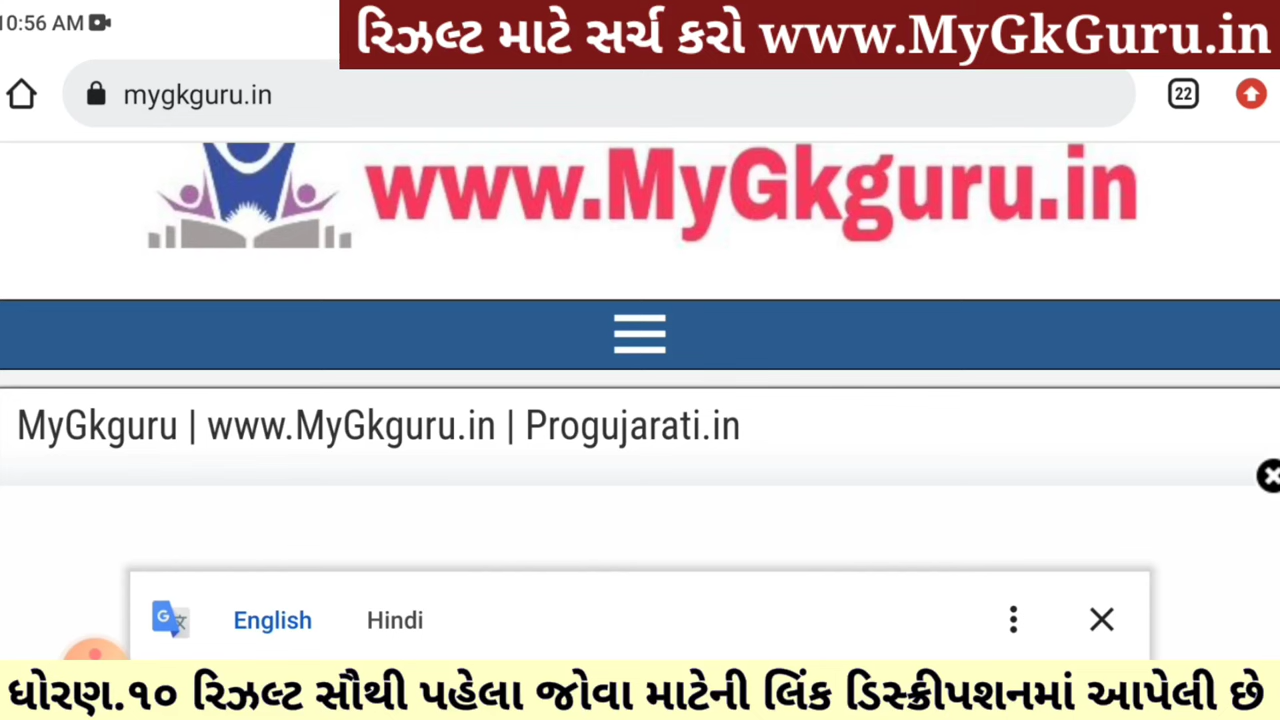 10:56 AM
રિઝલ્ટ માટે સર્ચ કરો www.MyGkGuru.in
mygkguru.in
22
www.MyGkguru.in
MyGkguru | www.MyGkguru.in | Progujarati.in
G 文
English Hindi
ધોરણ.૧૦ રિઝલ્ટ સૌથી પહેલા જોવા માટેની લિંક ડિસ્ક્રીપશનમાં આપેલી છે